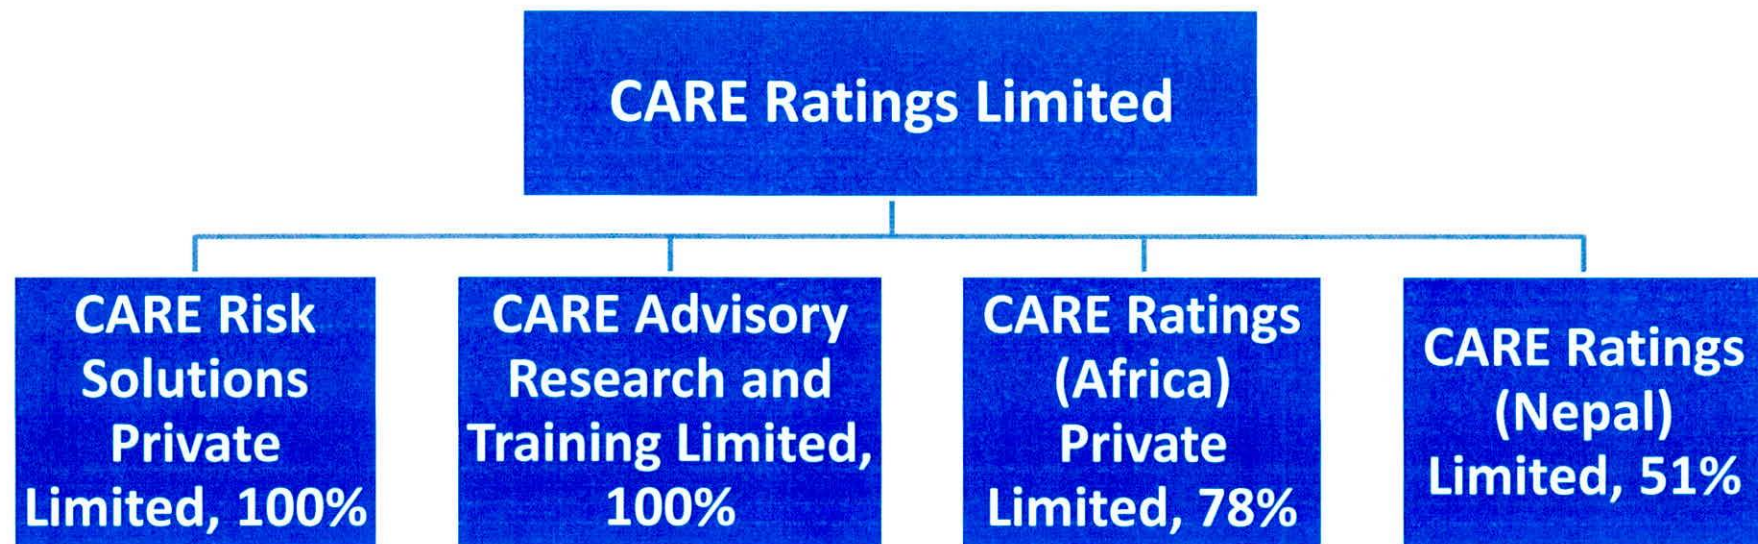 CARE Ratings Limited
CARE Risk
Solutions
Private
Limited, 100%
CARE Advisory
Research and
Training Limited,
100%
CARE Ratings
(Africa)
Private
Limited, 78%
CARE Ratings
(Nepal)
Limited, 51%